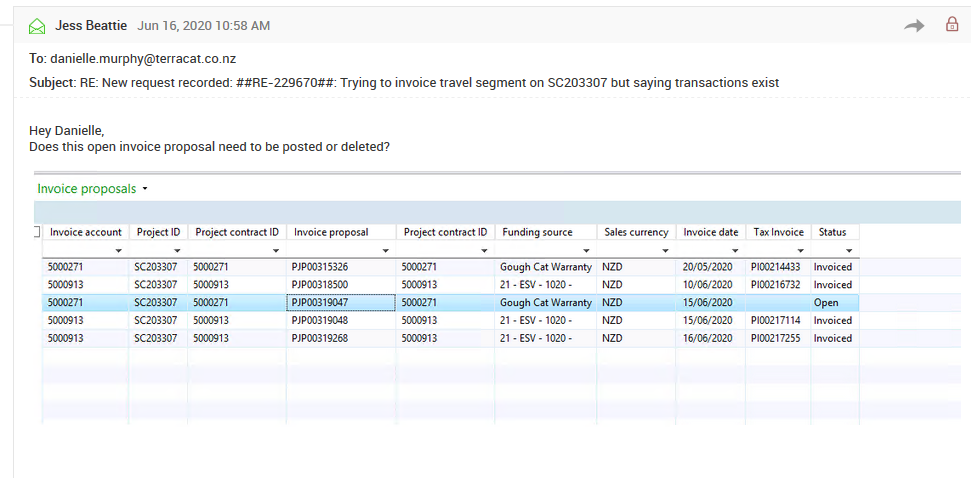 Jess Beattie Jun 16, 2020 10:58 AM
To: danielle.murphy@terracat.co.nz
Subject: RE: New request recorded: ##RE-229670##: Trying to invoice travel segment on SC203307 but saying transactions exist
Hey Danielle,
Does this open invoice proposal need to be posted or deleted?
Invoice proposals
Invoice account Project ID Project contract ID Invoice proposal Project contract ID Funding source Sales currency Invoice date Tax Invoice Status
5000271 SC203307 5000271 PJP00315326 5000271 Gough Cat Warranty NZD 20/05/2020 PI00214433 Invoiced
5000913 SC203307 5000913 PJP00318500 5000913 21 - ESV - 1020 - NZD 10/06/2020 PI00216732 Invoiced
5000271 SC203307 5000271 PJP00319047 5000271 Gough Cat Warranty NZD 15/06/2020 Open
5000913 SC203307 5000913 PJP00319048 5000913 21 - ESV - 1020 - NZD 15/06/2020 PI00217114 Invoiced
5000913 SC203307 5000913 PJP00319268 5000913 21 - ESV - 1020 - NZD 16/06/2020 PI00217255 Invoiced